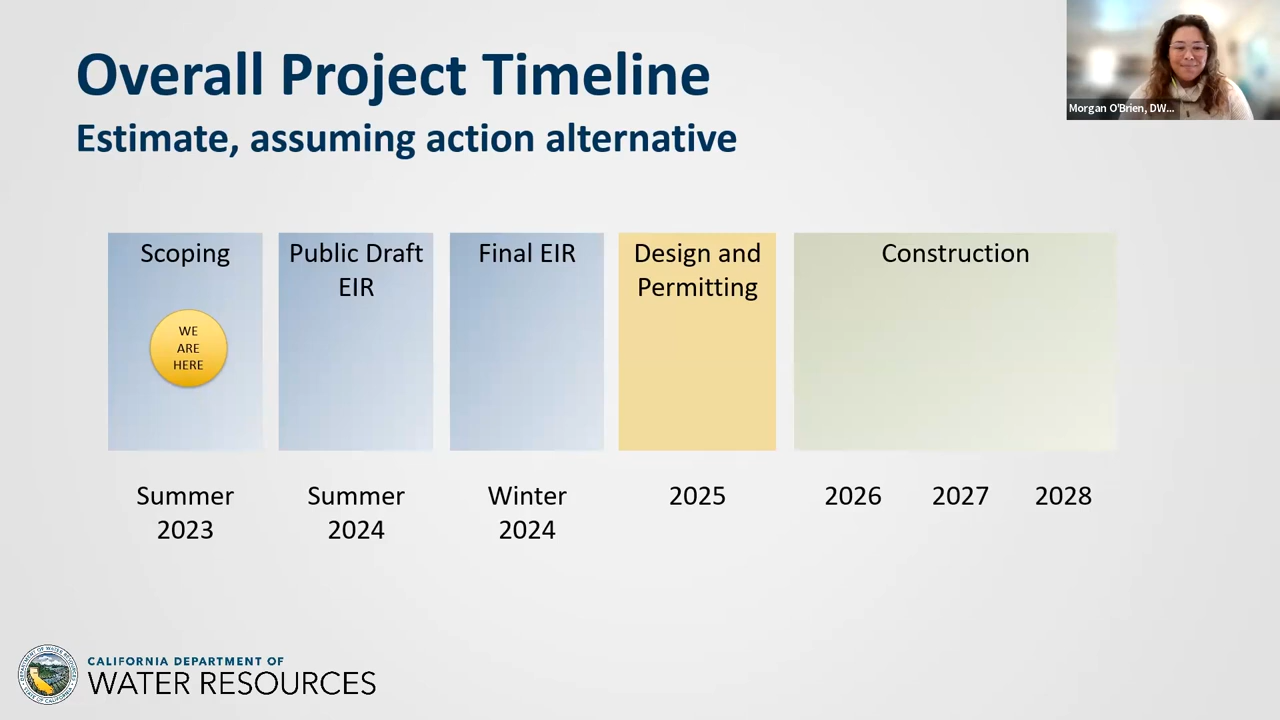 Overall Project Timeline
Estimate, assuming action alternative
Morgan O'Brien, DW...
Scoping
WE
ARE
HERE
Public Draft
EIR
Final EIR
Design and
Permitting
Construction
Summer
2023
Summer
2024
Winter
2024
2025
2026
2027
2028
CALIFORNIA DEPARTMENT OF
WATER RESOURCES